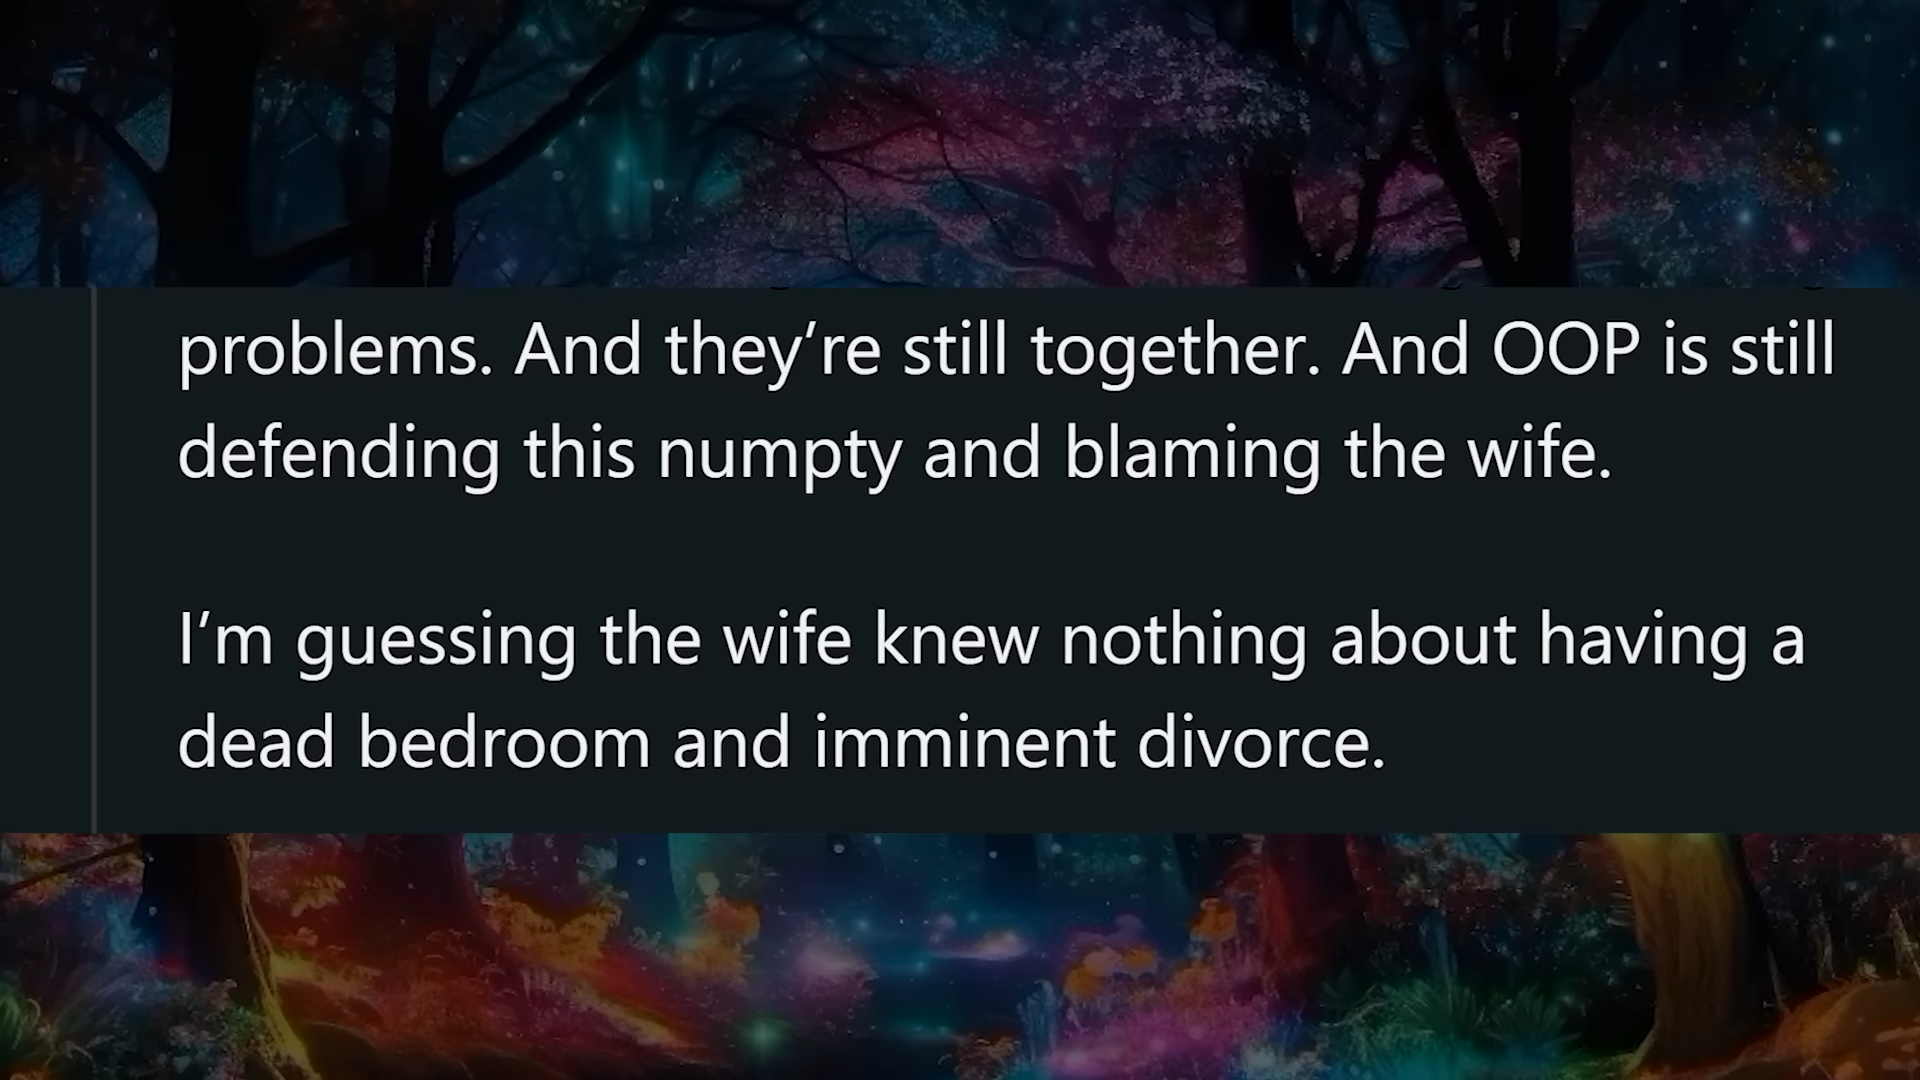 problems. And they’re still together. And OOP is still
defending this numpty and blaming the wife.
I’m guessing the wife knew nothing about having a
dead bedroom and imminent divorce.